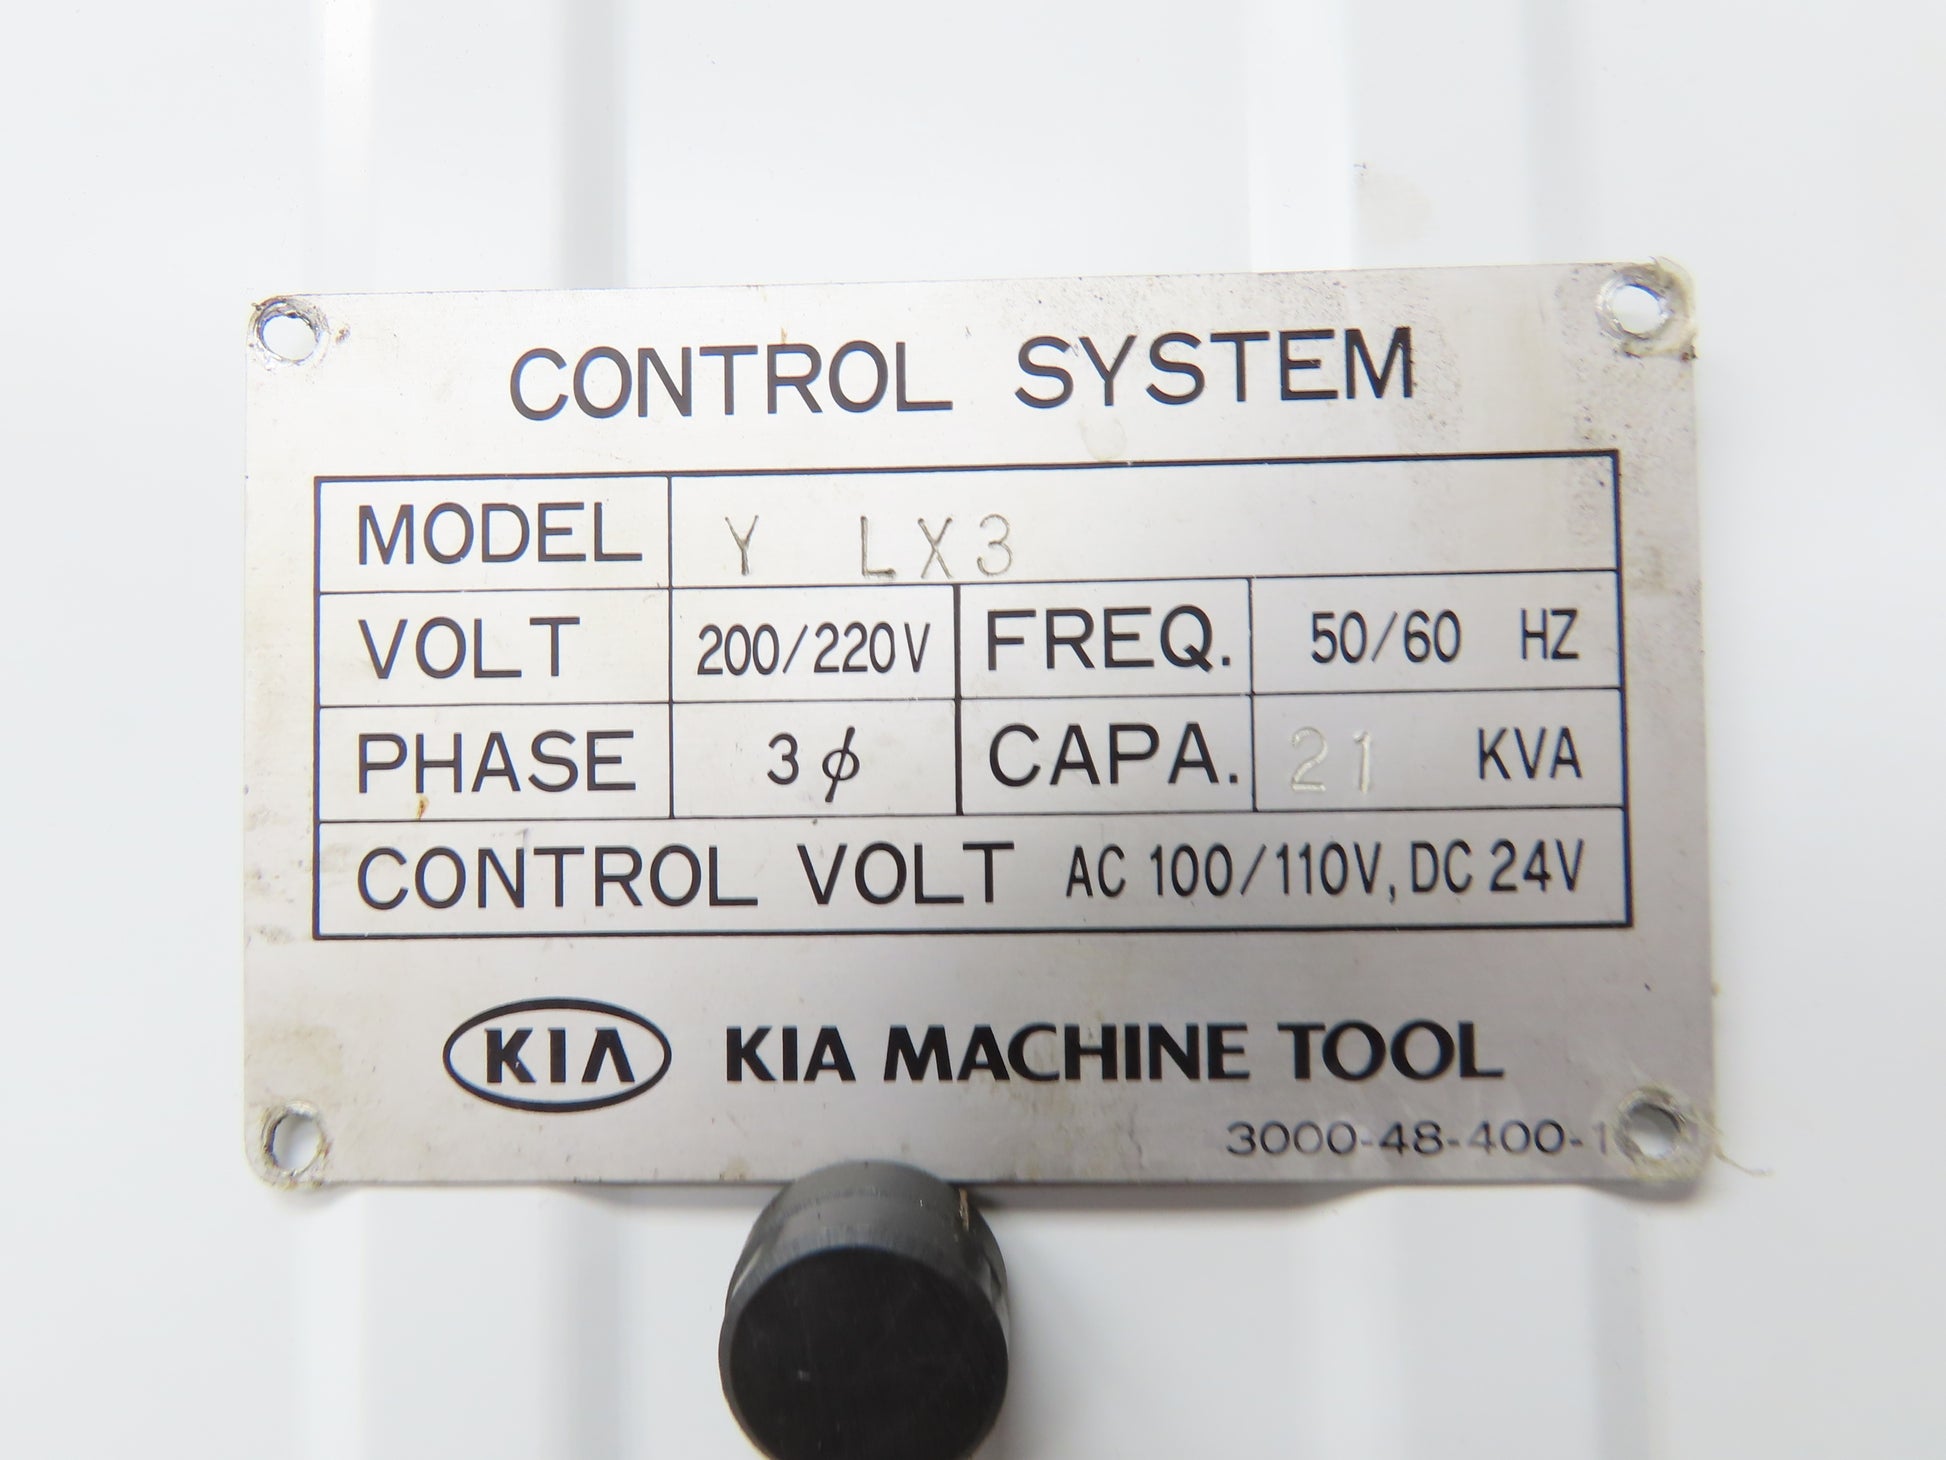 CONTROL SYSTEM
MODEL Y LX3
VOLT 200/220V FREQ. 50/60 HZ
PHASE 3ϕ CAPA. 21 KVA
CONTROL VOLT AC 100/110V, DC 24V
KIA KIA MACHINE TOOL
3000-48-400-1